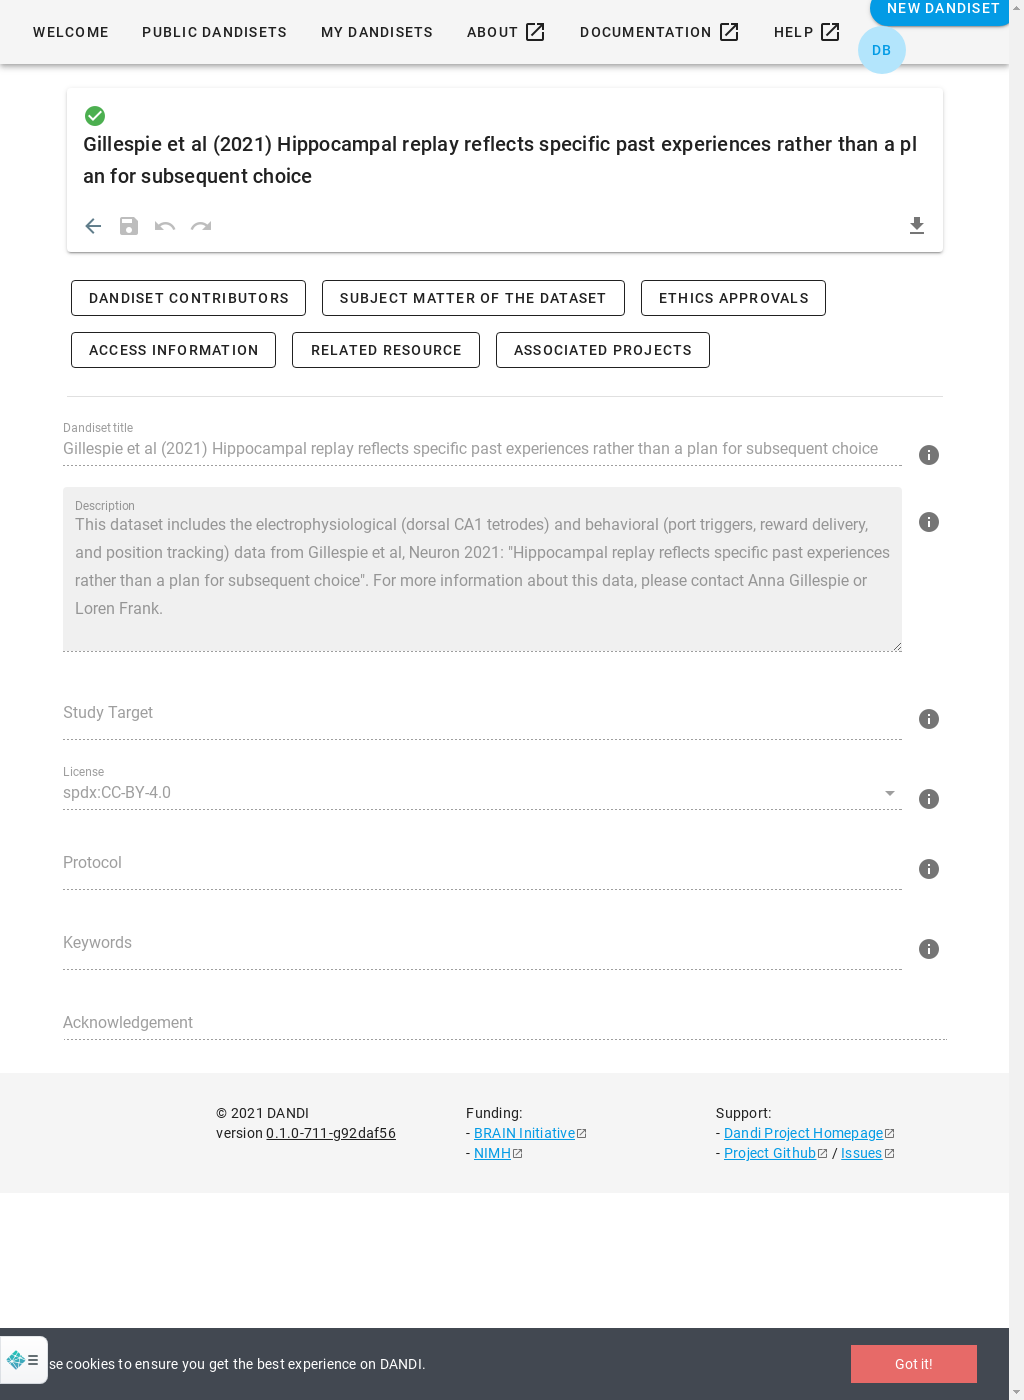 WELCOME PUBLIC DANDISETS MY DANDISETS ABOUT DOCUMENTATION HELP NEW DANDISET
DB
Gillespie et al (2021) Hippocampal replay reflects specific past experiences rather than a pl
an for subsequent choice
DANDISET CONTRIBUTORS SUBJECT MATTER OF THE DATASET ETHICS APPROVALS
ACCESS INFORMATION RELATED RESOURCE ASSOCIATED PROJECTS
Dandiset title
Gillespie et al (2021) Hippocampal replay reflects specific past experiences rather than a plan for subsequent choice
Description
This dataset includes the electrophysiological (dorsal CA1 tetrodes) and behavioral (port triggers, reward delivery,
and position tracking) data from Gillespie et al, Neuron 2021: "Hippocampal replay reflects specific past experiences
rather than a plan for subsequent choice". For more information about this data, please contact Anna Gillespie or
Loren Frank.
Study Target
License
spdx:CC-BY-4.0
Protocol
Keywords
Acknowledgement
© 2021 DANDI Funding: Support:
version 0.1.0-711-g92daf56 - BRAIN Initiative - Dandi Project Homepage
- NIMH - Project Github / Issues
se cookies to ensure you get the best experience on DANDI. Got it!